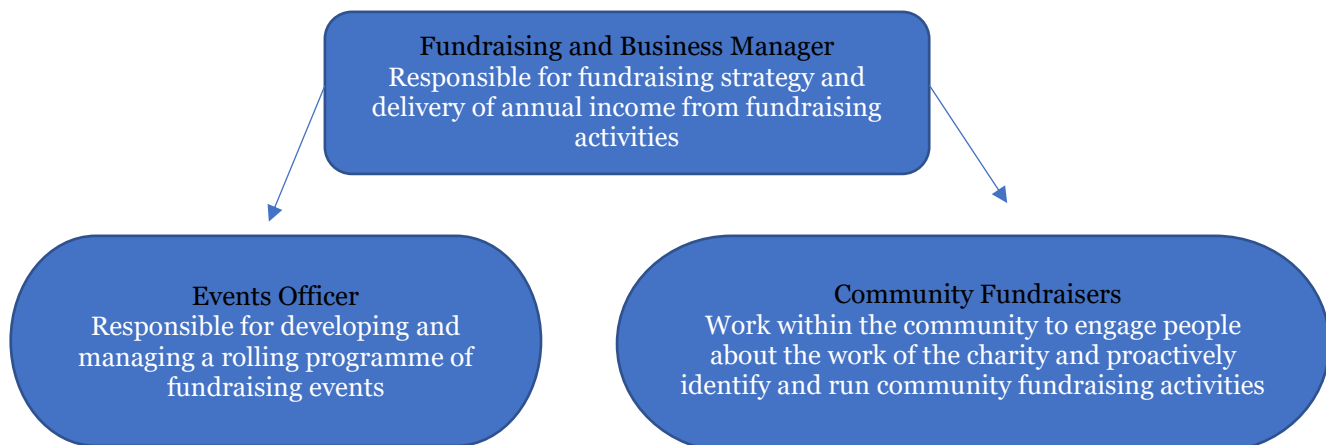 Fundraising and Business Manager
Responsible for fundraising strategy and
delivery of annual income from fundraising
activities
Events Officer
Responsible for developing and
managing a rolling programme of
fundraising events
Community Fundraisers
Work within the community to engage people
about the work of the charity and proactively
identify and run community fundraising activities